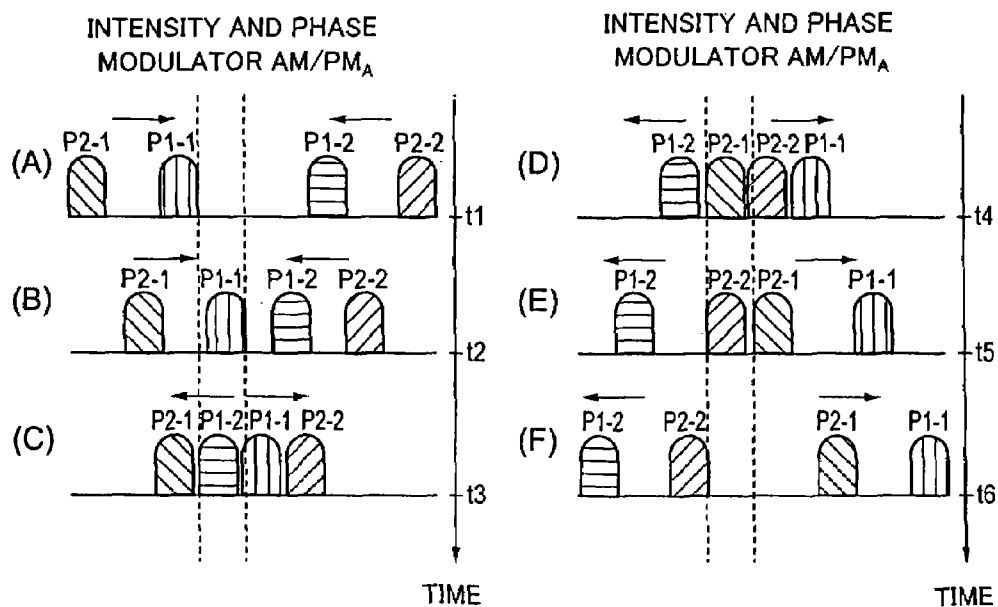 INTENSITY AND PHASE
MODULATOR AM/PMA
(A)
P2-1 P1-1 P1-2 P2-2
t1
(B)
P2-1 P1-1 P1-2 P2-2
t2
(C)
P2-1 P1-2 P1-1 P2-2
t3
TIME
INTENSITY AND PHASE
MODULATOR AM/PMA
(D)
P1-2 P2-1 P2-2 P1-1
t4
(E)
P1-2 P2-2 P2-1 P1-1
t5
(F)
P1-2 P2-2 P2-1 P1-1
t6
TIME